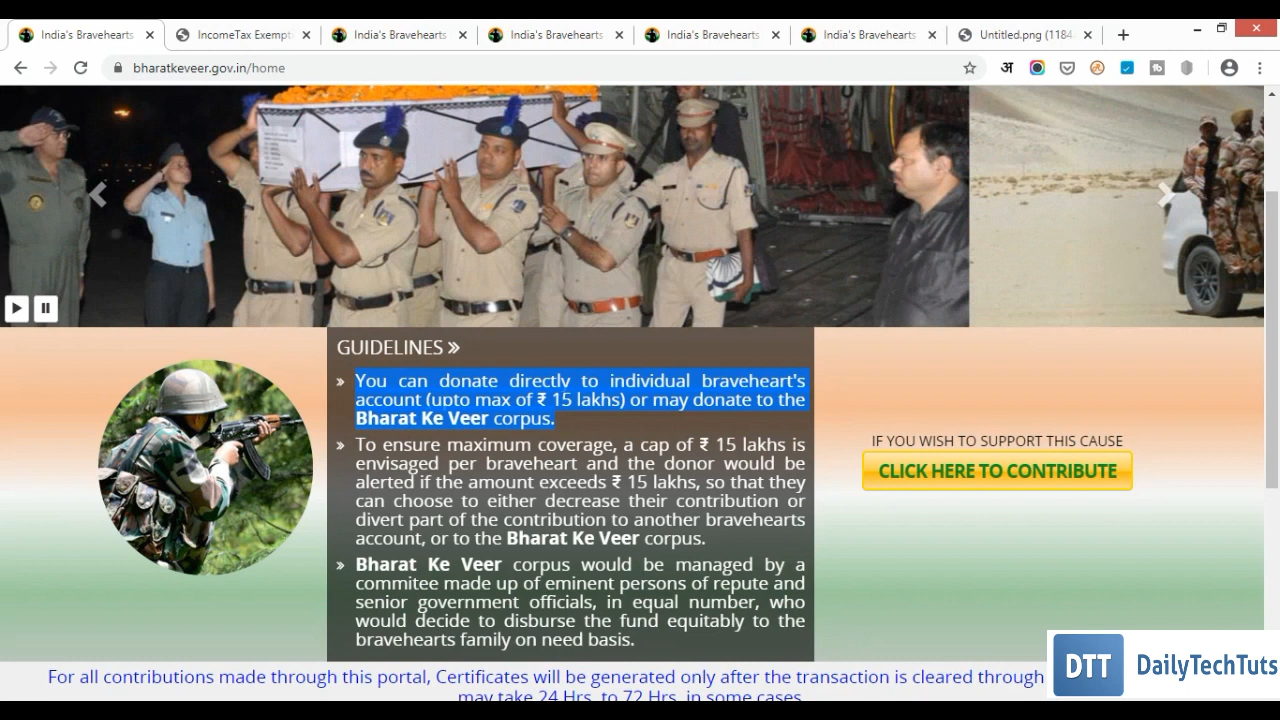 India's Bravehearts
IncomeTax Exempt
India's Bravehearts
India's Bravehearts
India's Bravehearts
India's Bravehearts
Untitled.png (1184
bharatkeveer.gov.in/home
अ
GUIDELINES »
» You can donate directly to individual braveheart's
account (upto max of ₹ 15 lakhs) or may donate to the
Bharat Ke Veer corpus.
» To ensure maximum coverage, a cap of ₹ 15 lakhs is
envisaged per braveheart and the donor would be
alerted if the amount exceeds ₹ 15 lakhs, so that they
can choose to either decrease their contribution or
divert part of the contribution to another bravehearts
account, or to the Bharat Ke Veer corpus.
» Bharat Ke Veer corpus would be managed by a
commitee made up of eminent persons of repute and
senior government officials, in equal number, who
would decide to disburse the fund equitably to the
bravehearts family on need basis.
IF YOU WISH TO SUPPORT THIS CAUSE
CLICK HERE TO CONTRIBUTE
For all contributions made through this portal, Certificates will be generated only after the transaction is cleared through
may take 24 Hrs. to 72 Hrs. in some cases
DTT DailyTechTuts